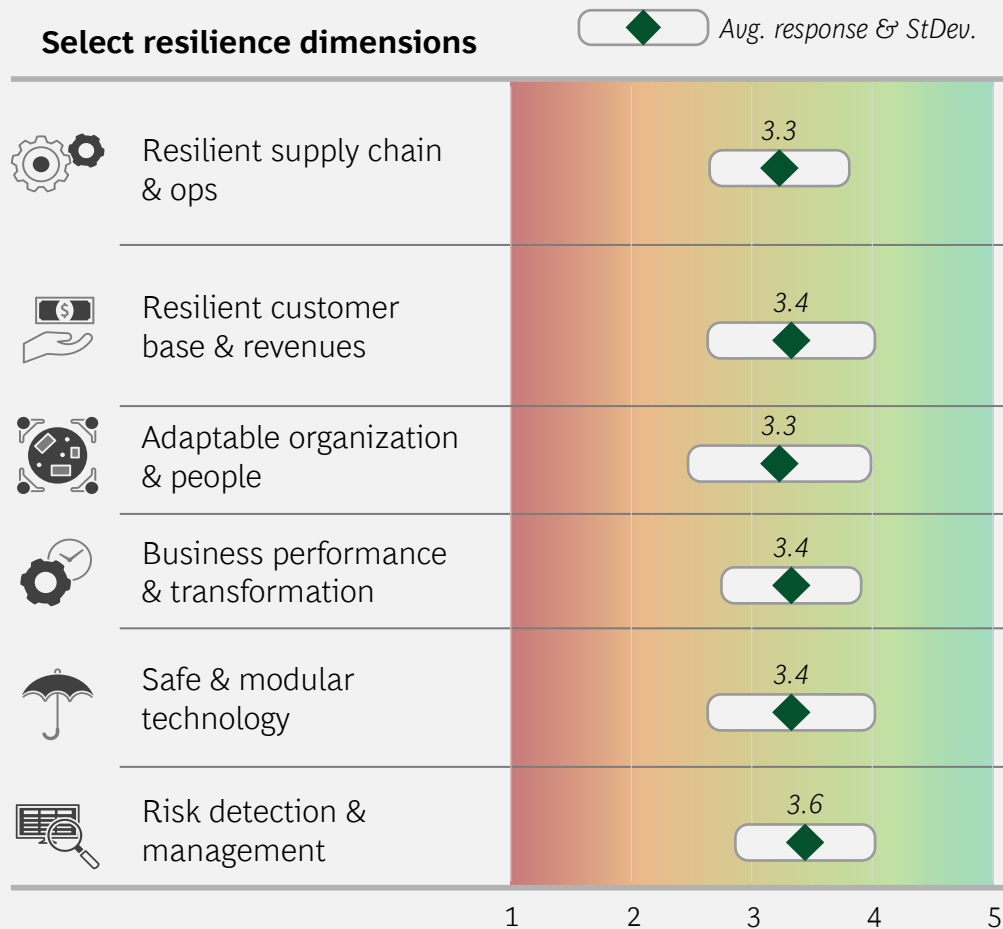 Select resilience dimensions
Avg. response & StDev.
3.3
Resilient supply chain
& ops
3.4
Resilient customer
base & revenues
$
3.3
Adaptable organization
& people
3.4
Business performance
& transformation
3.4
Safe & modular
technology
3.6
Risk detection &
management
1 2 3 4 5